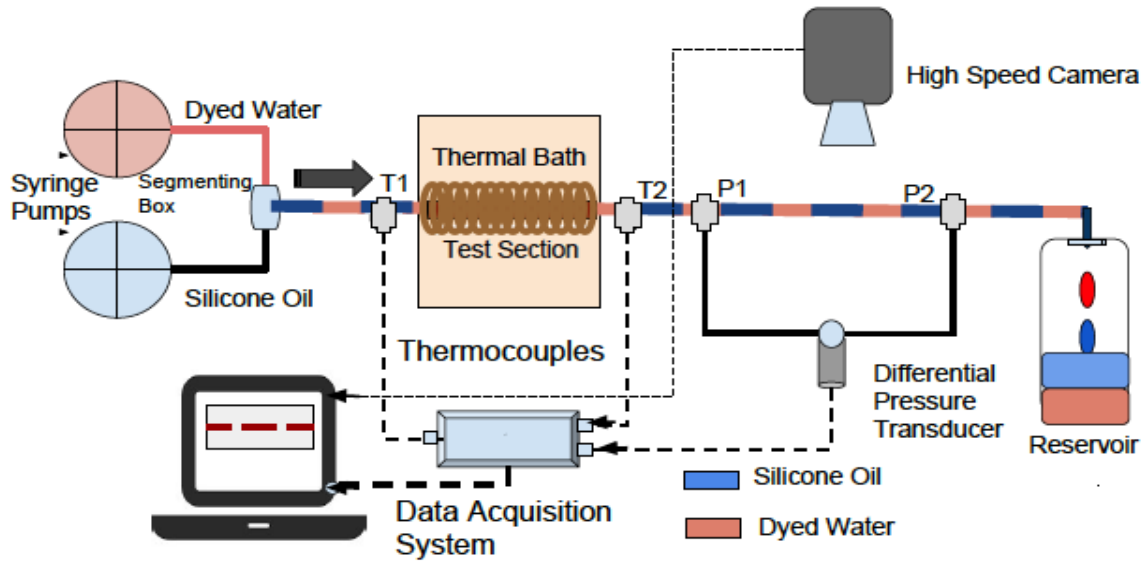 Dyed Water
High Speed Camera
Syringe
Pumps
Segmenting
Box
T1
Thermal Bath
Test Section
T2
P1
P2
Silicone Oil
Thermocouples
Differential
Pressure
Transducer
Reservoir
Data Acquisition
System
Silicone Oil
Dyed Water